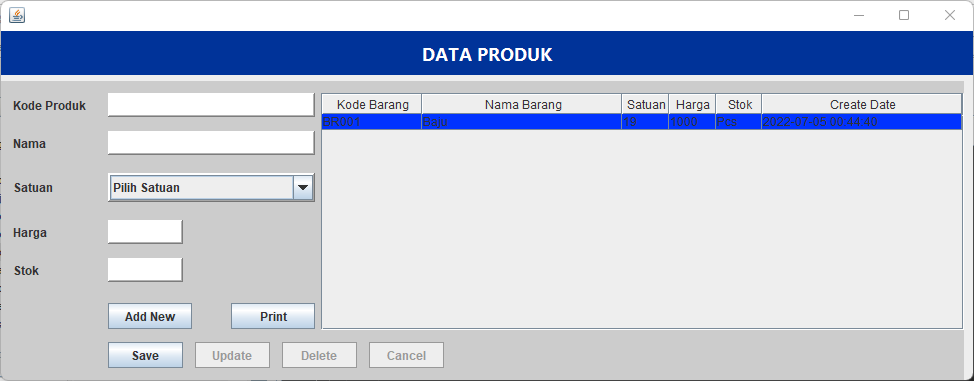 DATA PRODUK
Kode Produk
Nama
Satuan
Pilih Satuan
Harga
Stok
Add New
Print
Save
Update
Delete
Cancel
Kode Barang Nama Barang Satuan Harga Stok Create Date
BR001 Baju 18 1000 Pcs 2022-07-05 00:44:40